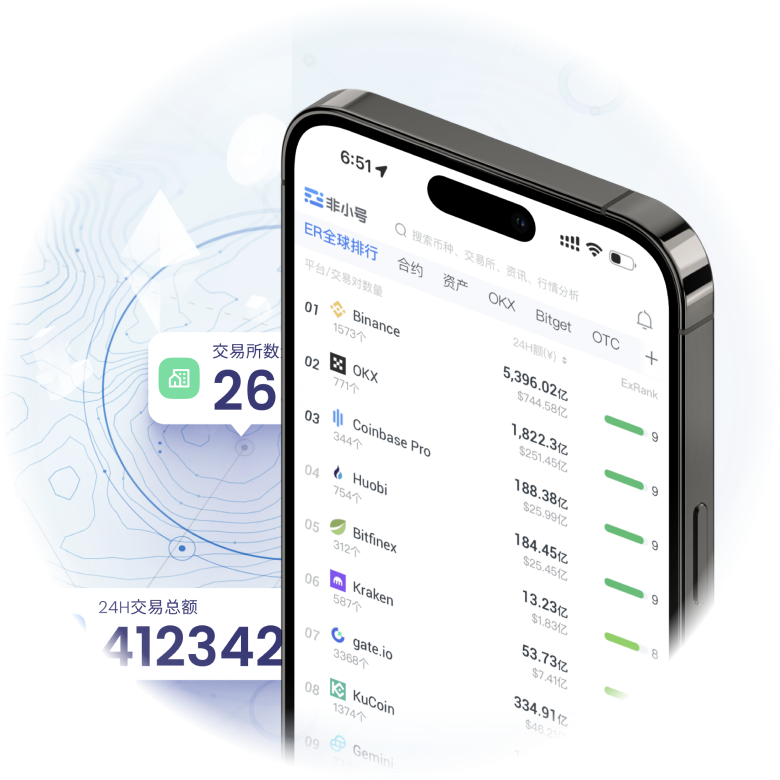 6:51
非小号
搜索币种、交易所、资讯、行情分析
ER全球排行
合约
资产
OKX
Bitget
OTC
平台/交易对数量
24H额(¥)
ExRank
01
Binance
1573个
5,396.02亿
$744.58亿
9
02
OKX
771个
1,822.3亿
$251.45亿
9
03
Coinbase Pro
344个
188.38亿
$25.99亿
9
04
Huobi
754个
184.45亿
$25.45亿
9
05
Bitfinex
312个
13.23亿
$1.83亿
8
06
Kraken
587个
53.73亿
$7.41亿
07
gate.io
3368个
334.91亿
08
KuCoin
1374个
09
Gemini
交易所数
26
24H交易总额
412342